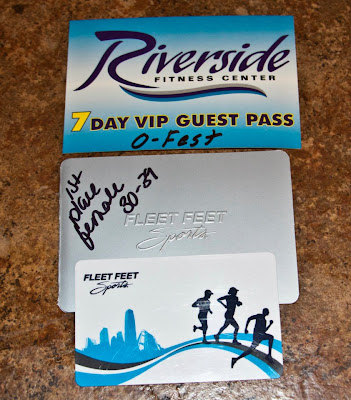 Riverside
FITNESS CENTER
7 DAY VIP GUEST PASS
O-Fest
1st
place
female
30-39
FLEET FEET
Sports
FLEET FEET
Sports